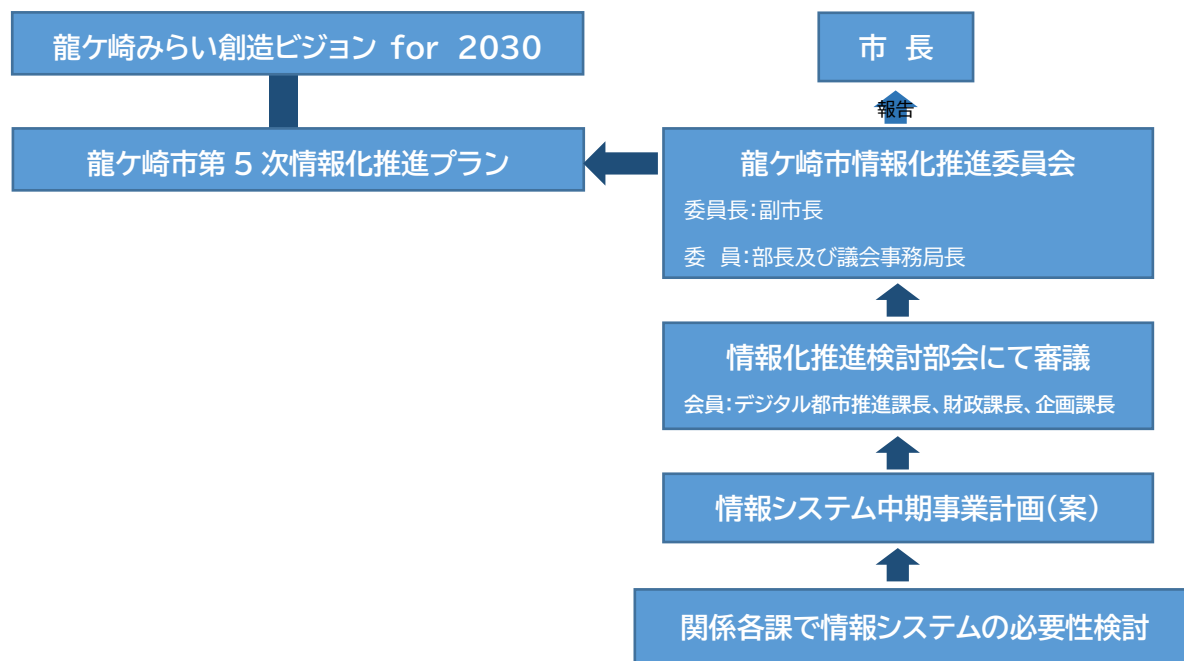 龍ケ崎みらい創造ビジョン for 2030
龍ケ崎市第5次情報化推進プラン
市 長
報告
龍ケ崎市情報化推進委員会
委員長：副市長
委 員：部長及び議会事務局長
情報化推進検討部会にて審議
会員：デジタル都市推進課長、財政課長、企画課長
情報システム中期事業計画（案）
関係各課で情報システムの必要性検討